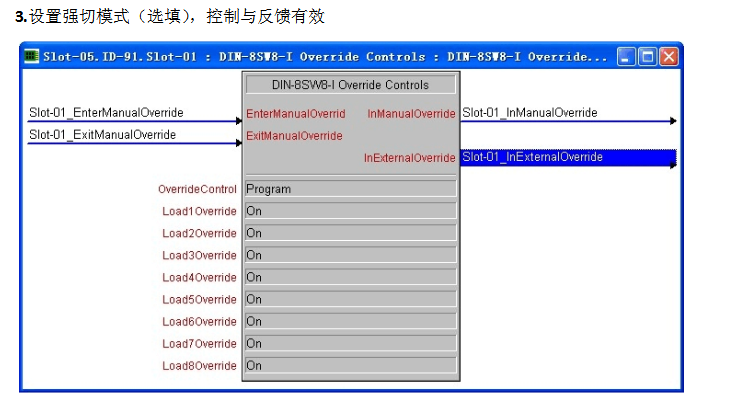 3.设置强切模式（选填），控制与反馈有效
Slot-05.ID-91.Slot-01 : DIN-8SW8-I Override Controls : DIN-8SW8-I Override...
DIN-8SW8-I Override Controls
Slot-01_EnterManualOverride EnterManualOverrid InManualOverride Slot-01_InManualOverride
Slot-01_ExitManualOverride ExitManualOverride
InExternalOverride Slot-01_InExternalOverride
OverrideControl Program
Load1Override On
Load2Override On
Load3Override On
Load4Override On
Load5Override On
Load6Override On
Load7Override On
Load8Override On